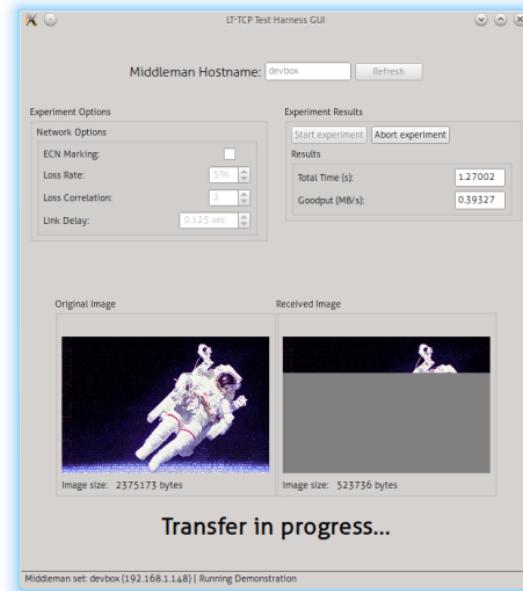 LT-TCP Test Harness GUI
Middleman Hostname: devbox Refresh
Experiment Options
Network Options
ECN Marking:
Loss Rate: 5%
Loss Correlation: 2
Link Delay: 0.125 sec
Experiment Results
Start experiment Abort experiment
Results
Total Time (s): 1.27002
Goodput (MB/s): 0.39327
Original Image
Image size: 2375173 bytes
Received Image
Image size: 523736 bytes
Transfer in progress...
Middleman set: devbox (192.168.1.148) | Running Demonstration